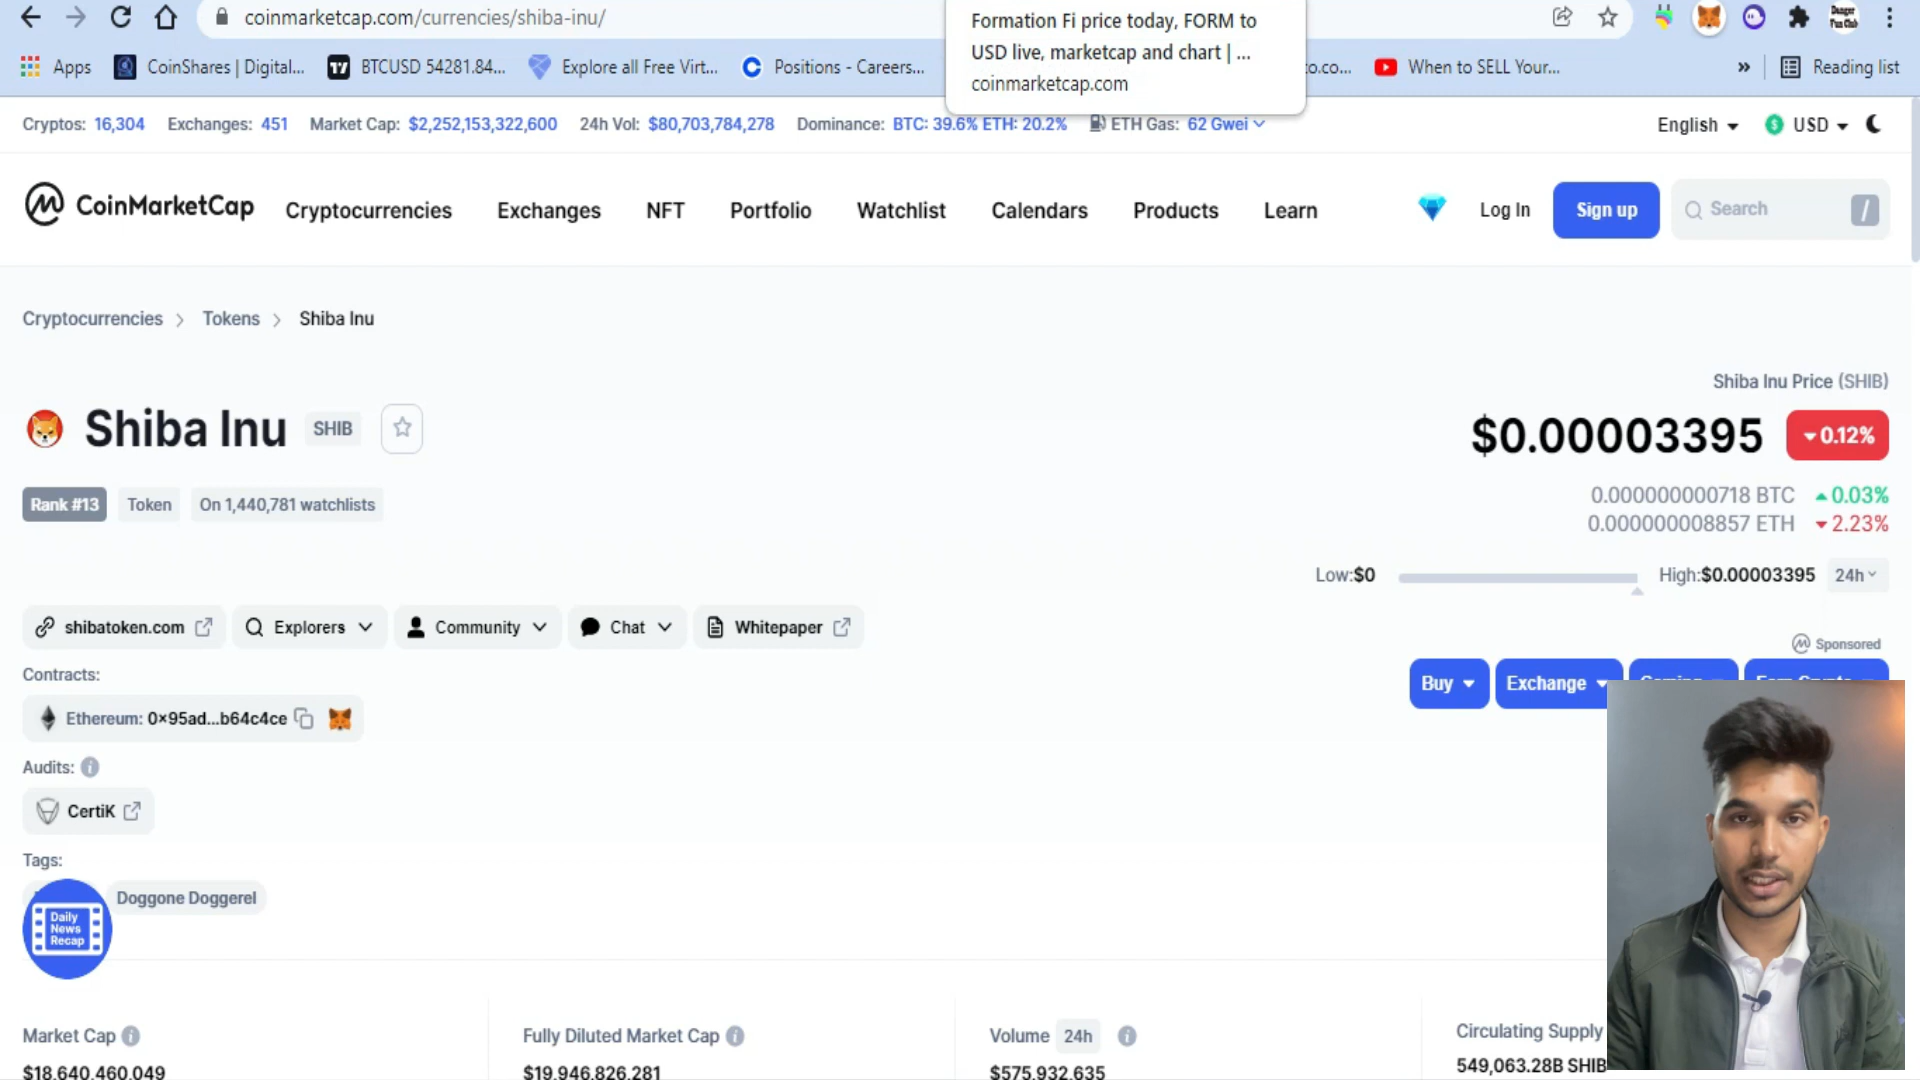 coinmarketcap.com/currencies/shiba-inu/
Formation Fi price today, FORM to
USD live, marketcap and chart | ...
coinmarketcap.com
Danger
Fun Club
Apps
CoinShares | Digital...
BTCUSD 54281.84...
Explore all Free Virt...
Positions - Careers...
to.co...
When to SELL Your...
»
Reading list
Cryptos: 16,304 Exchanges: 451 Market Cap: $2,252,153,322,600 24h Vol: $80,703,784,278 Dominance: BTC: 39.6% ETH: 20.2% ETH Gas: 62 Gwei
English
USD
CoinMarketCap
Cryptocurrencies Exchanges NFT Portfolio Watchlist Calendars Products Learn
Log In
Sign up
Search
/
Cryptocurrencies > Tokens > Shiba Inu
Shiba Inu Price (SHIB)
Shiba Inu SHIB
$0.00003395 0.12%
Rank #13 Token On 1,440,781 watchlists
0.000000000718 BTC 0.03%
0.000000008857 ETH 2.23%
Low:$0
High:$0.00003395
24h
shibatoken.com
Explorers
Community
Chat
Whitepaper
Sponsored
Contracts:
Buy
Exchange
Ethereum: 0x95ad...b64c4ce
Audits:
CertiK
Tags:
Doggone Doggerel
Daily
News
Recap
Market Cap
$18,640,460,049
Fully Diluted Market Cap
$19,946,826,281
Volume 24h
$575,932,635
Circulating Supply
549,063.28B SHIB